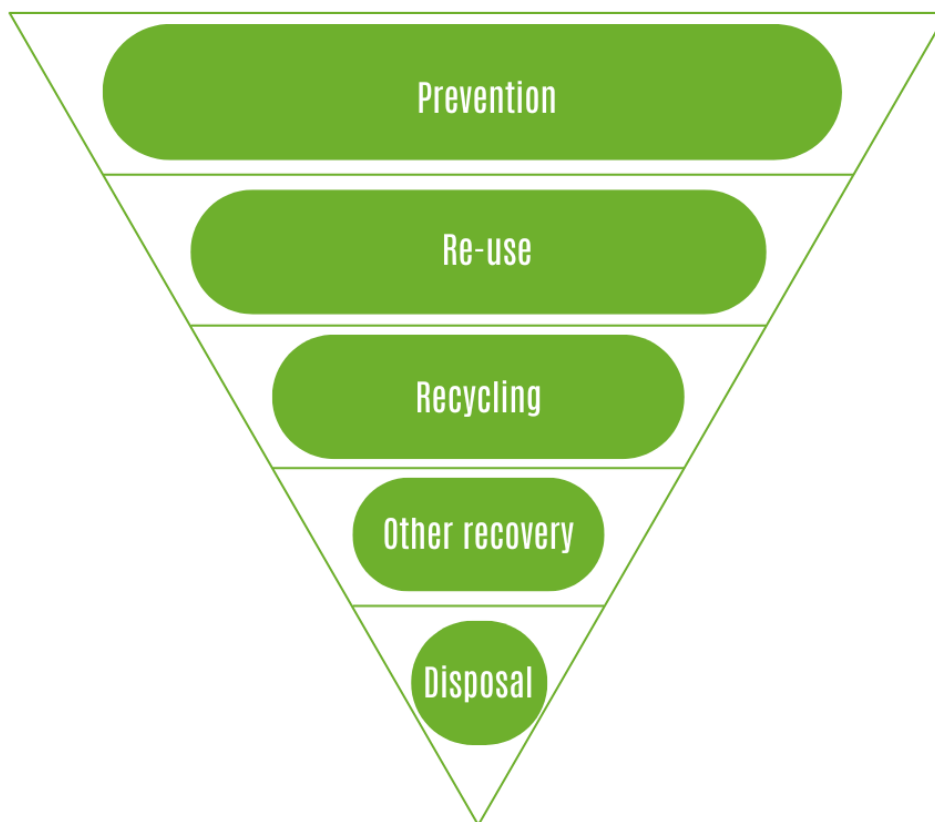 Prevention
Re-use
Recycling
Other recovery
Disposal